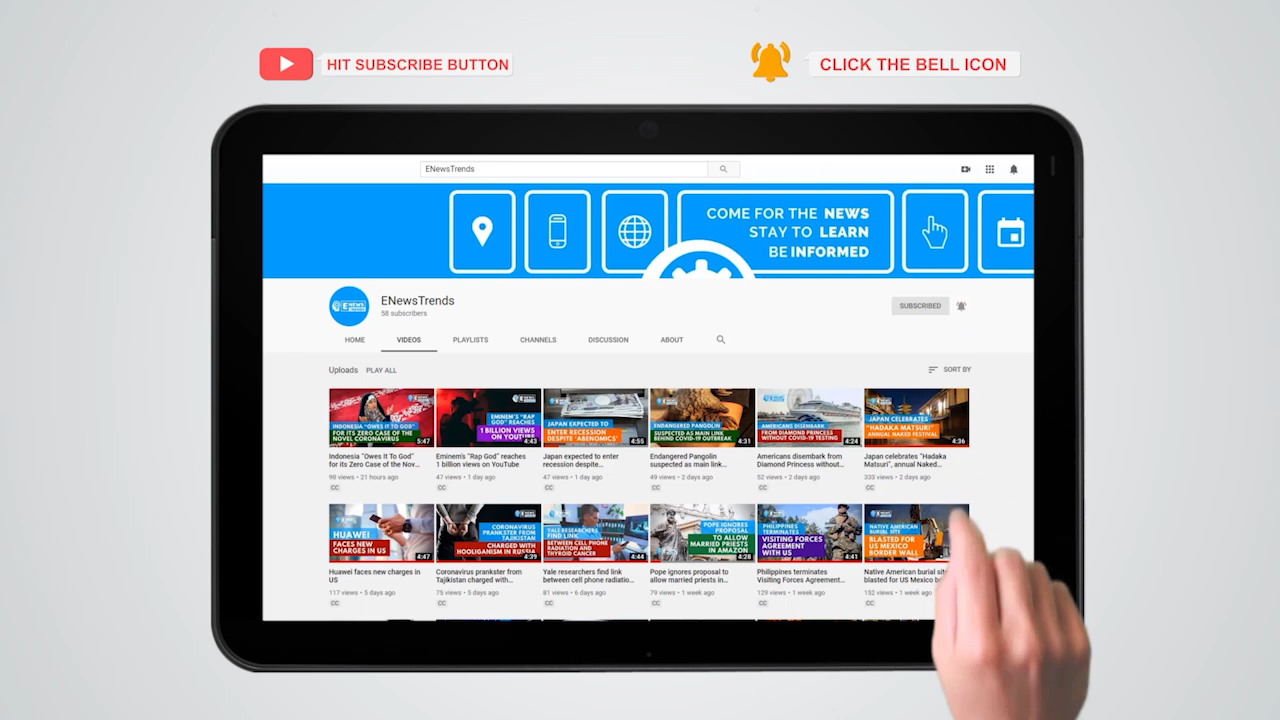 HIT SUBSCRIBE BUTTON
CLICK THE BELL ICON
ENewsTrends
COME FOR THE NEWS
STAY TO LEARN
BE INFORMED
ENewsTrends
58 subscribers
SUBSCRIBED
HOME VIDEOS PLAYLISTS CHANNELS DISCUSSION ABOUT
Uploads PLAY ALL
SORT BY
INDONESIA "OWES IT TO GOD"
FOR ITS ZERO CASE OF THE
NOVEL CORONAVIRUS
5:47
EMINEM'S "RAP
GOD" REACHES
1 BILLION VIEWS
ON YOUTUBE
4:43
JAPAN EXPECTED TO
ENTER RECESSION
DESPITE 'ABENOMICS'
4:55
ENDANGERED PANGOLIN
SUSPECTED AS MAIN LINK
BEHIND COVID-19 OUTBREAK
4:31
AMERICANS DISEMBARK
FROM DIAMOND PRINCESS
WITHOUT COVID-19 TESTING
4:24
JAPAN CELEBRATES
"HADAKA MATSURI"
ANNUAL NAKED FESTIVAL
4:36
Indonesia "Owes It To God"
for its Zero Case of the Nov...
98 views • 21 hours ago
CC
Eminem's "Rap God" reaches
1 billion views on YouTube
47 views • 1 day ago
CC
Japan expected to enter
recession despite...
47 views • 1 day ago
CC
Endangered Pangolin
suspected as main link...
49 views • 2 days ago
CC
Americans disembark from
Diamond Princess without...
52 views • 2 days ago
CC
Japan celebrates "Hadaka
Matsuri", annual Naked...
333 views • 2 days ago
CC
HUAWEI
FACES NEW
CHARGES IN US
4:47
CORONAVIRUS
PRANKSTER FROM
TAJIKISTAN
CHARGED WITH
HOOLIGANISM IN RUSSIA
4:39
YALE RESEARCHERS
FIND LINK
BETWEEN CELL PHONE
RADIATION AND
THYROID CANCER
4:44
POPE IGNORES
PROPOSAL
TO ALLOW
MARRIED PRIESTS
IN AMAZON
4:28
PHILIPPINES
TERMINATES
VISITING FORCES
AGREEMENT
WITH US
4:41
NATIVE AMERICAN
BURIAL SITE
BLASTED FOR
US MEXICO
BORDER WALL
Huawei faces new charges in
US
117 views • 5 days ago
CC
Coronavirus prankster from
Tajikistan charged with...
75 views • 5 days ago
CC
Yale researchers find link
between cell phone radiatio...
81 views • 6 days ago
CC
Pope ignores proposal to
allow married priests in...
79 views • 1 week ago
CC
Philippines terminates
Visiting Forces Agreement...
129 views • 1 week ago
CC
Native American burial site
blasted for US Mexico
152 views • 1 week ago
CC